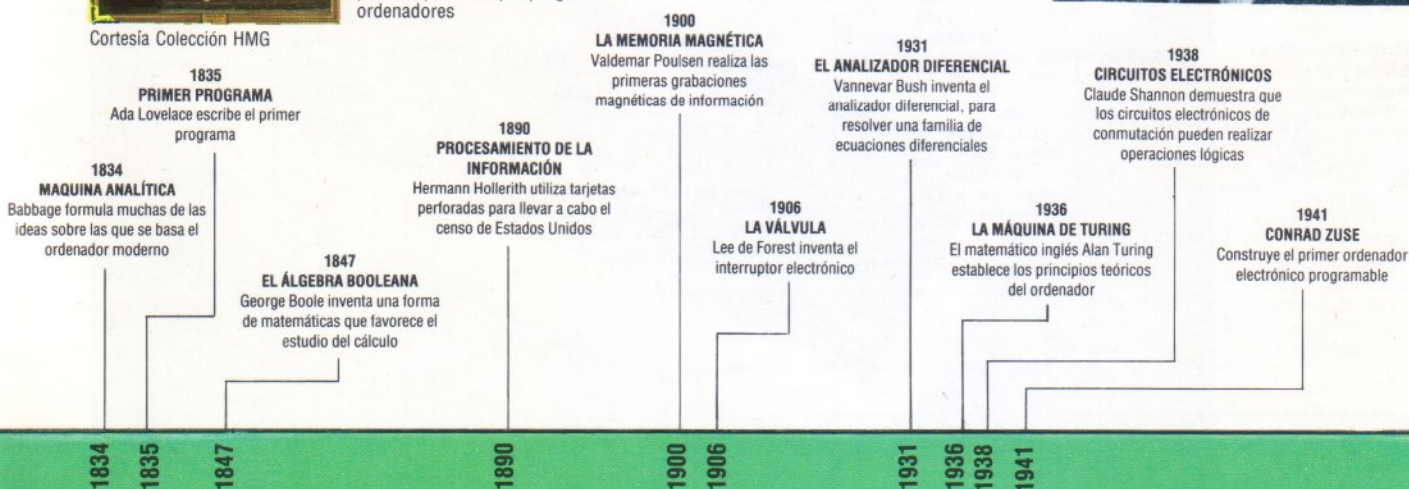 ordenadores
Cortesía Colección HMG
1834
MAQUINA ANALÍTICA
Babbage formula muchas de las
ideas sobre las que se basa el
ordenador moderno
1835
PRIMER PROGRAMA
Ada Lovelace escribe el primer
programa
1847
EL ÁLGEBRA BOOLEANA
George Boole inventa una forma
de matemáticas que favorece el
estudio del cálculo
1890
PROCESAMIENTO DE LA
INFORMACIÓN
Hermann Hollerith utiliza tarjetas
perforadas para llevar a cabo el
censo de Estados Unidos
1900
LA MEMORIA MAGNÉTICA
Valdemar Poulsen realiza las
primeras grabaciones
magnéticas de información
1906
LA VÁLVULA
Lee de Forest inventa el
interruptor electrónico
1931
EL ANALIZADOR DIFERENCIAL
Vannevar Bush inventa el
analizador diferencial, para
resolver una familia de
ecuaciones diferenciales
1936
LA MÁQUINA DE TURING
El matemático inglés Alan Turing
establece los principios teóricos
del ordenador
1938
CIRCUITOS ELECTRÓNICOS
Claude Shannon demuestra que
los circuitos electrónicos de
conmutación pueden realizar
operaciones lógicas
1941
CONRAD ZUSE
Construye el primer ordenador
electrónico programable
1834
1835
1847
1890
1900
1906
1931
1936
1938
1941